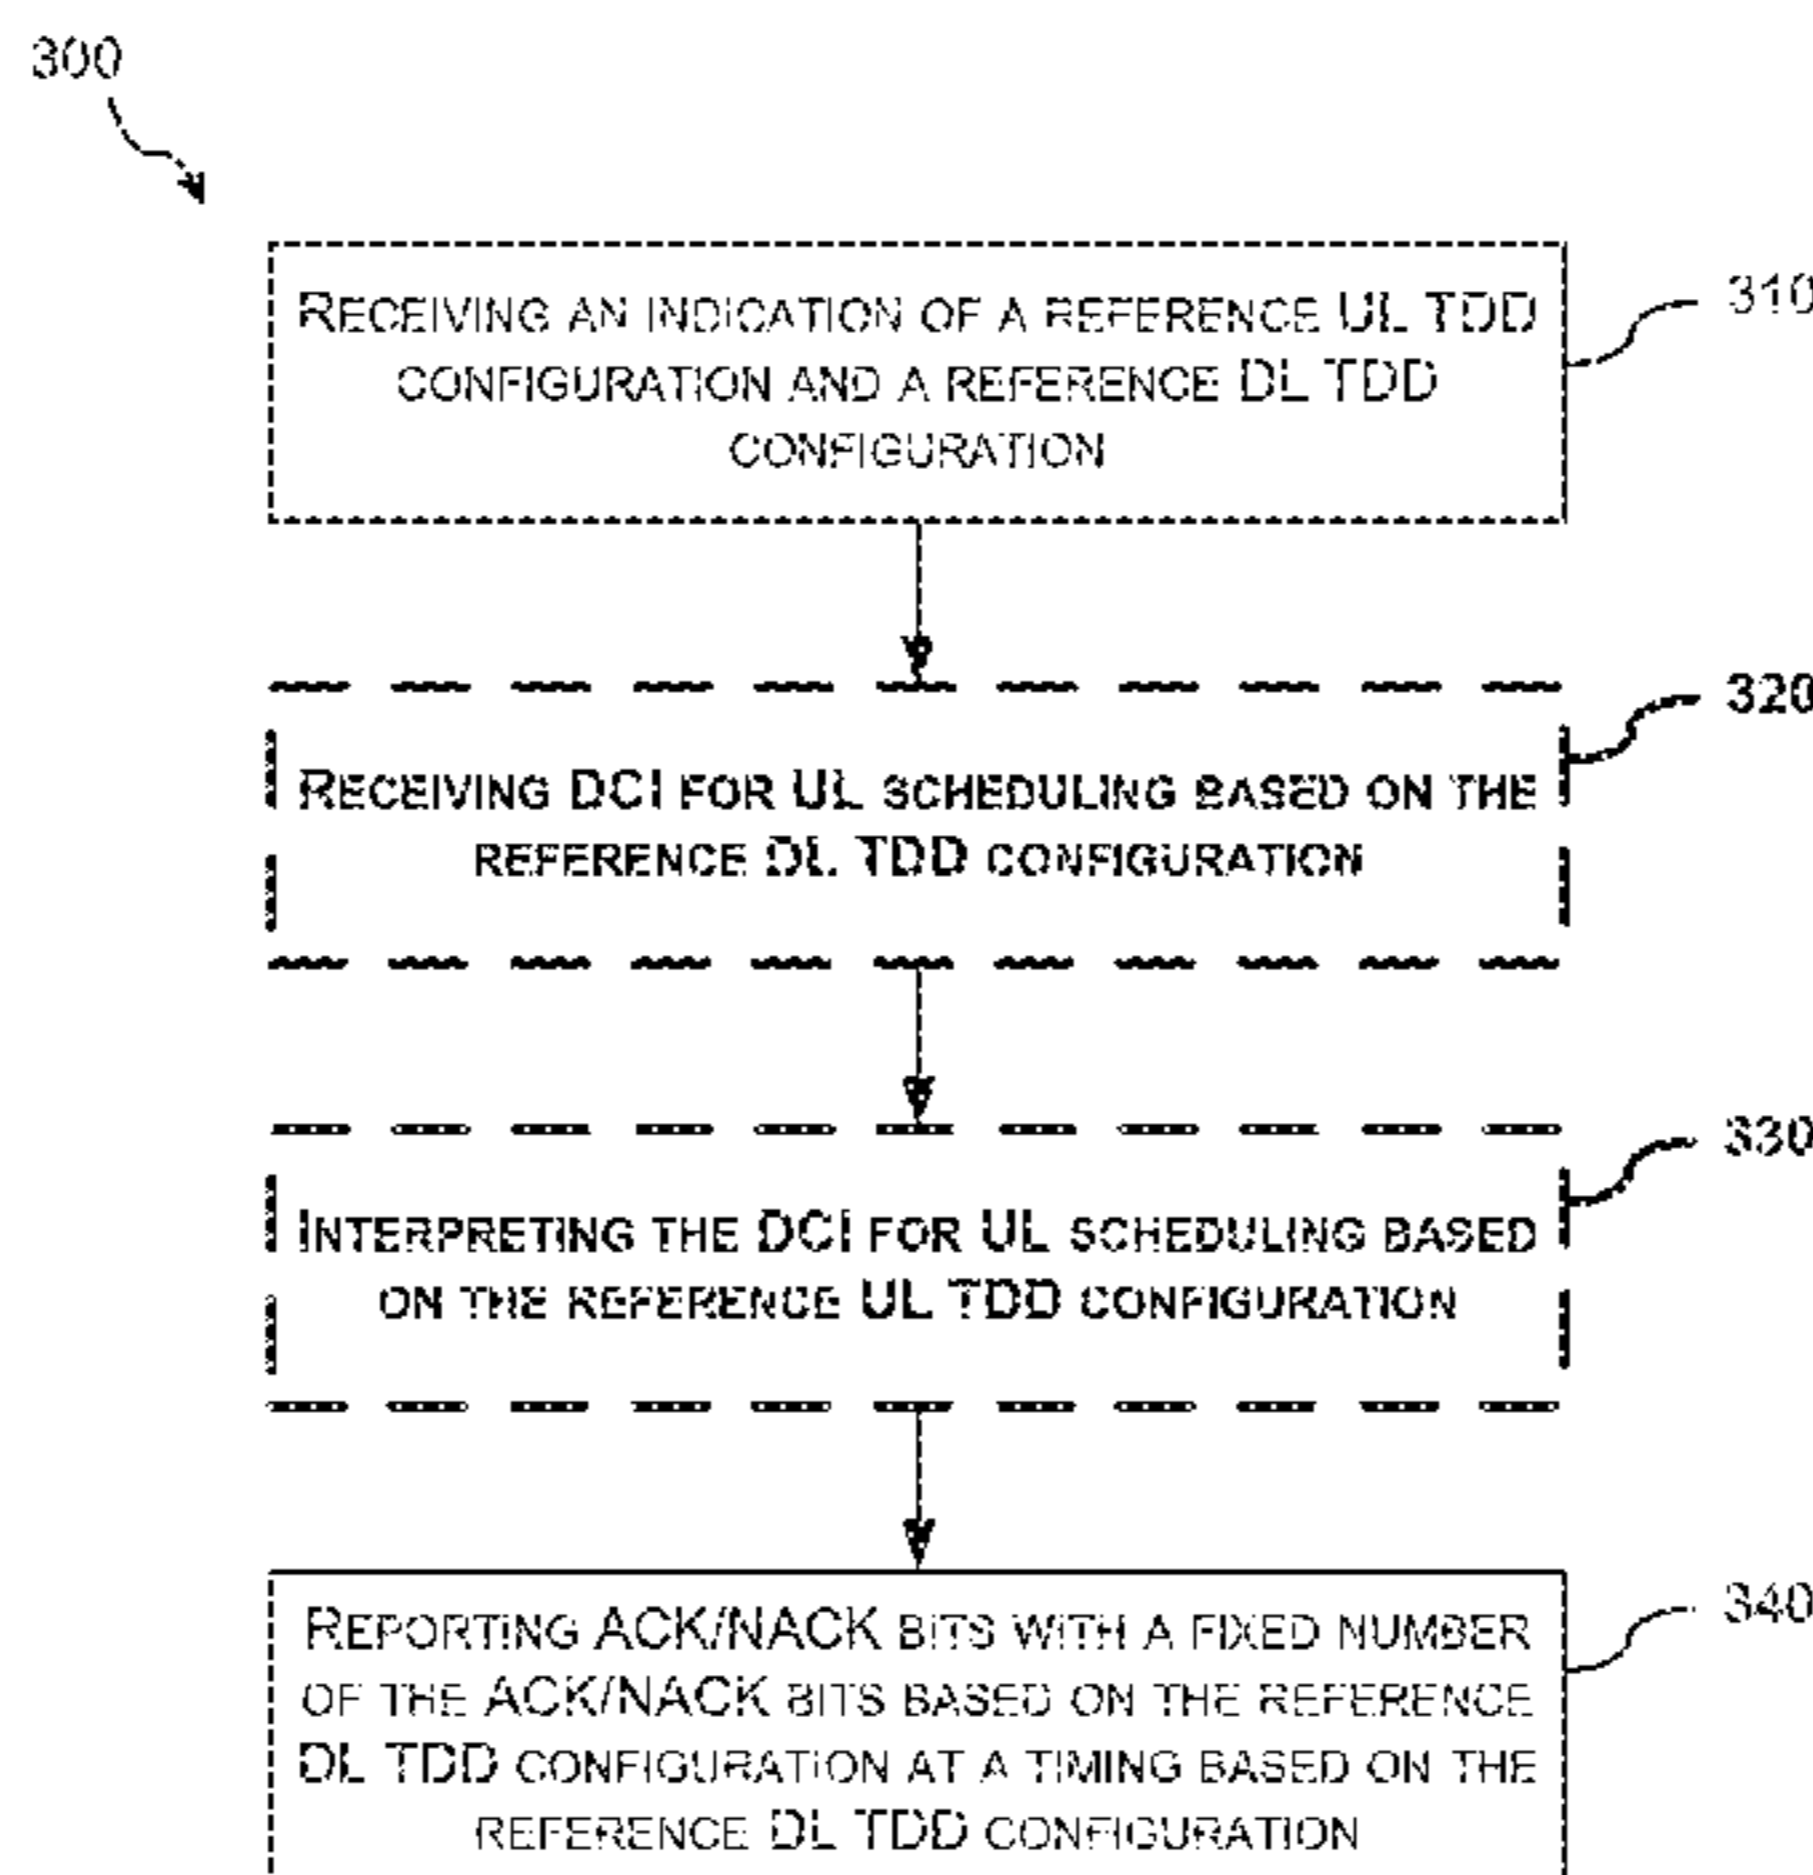 300
RECEIVING AN INDICATION OF A REFERENCE UL TDD
CONFIGURATION AND A REFERENCE DL TDD
CONFIGURATION
310
RECEIVING DCI FOR UL SCHEDULING BASED ON THE
REFERENCE DL TDD CONFIGURATION
320
INTERPRETING THE DCI FOR UL SCHEDULING BASED
ON THE REFERENCE UL TDD CONFIGURATION
330
REPORTING ACK/NACK BITS WITH A FIXED NUMBER
OF THE ACK/NACK BITS BASED ON THE REFERENCE
DL TDD CONFIGURATION AT A TIMING BASED ON THE
REFERENCE DL TDD CONFIGURATION
340